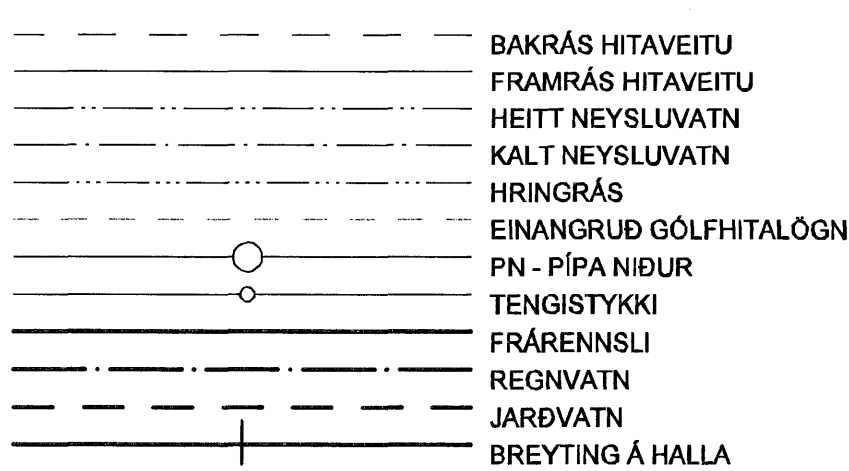 BAKRÁS HITAVEITU
FRAMRÁS HITAVEITU
HEITT NEYSLUVATN
KALT NEYSLUVATN
HRINGRÁS
EINANGRUÐ GÓLFHITALÖGN
PN - PÍPA NIÐUR
TENGISTYKKI
FRÁRENNSLI
REGNVATN
JARÐVATN
BREYTING Á HALLA